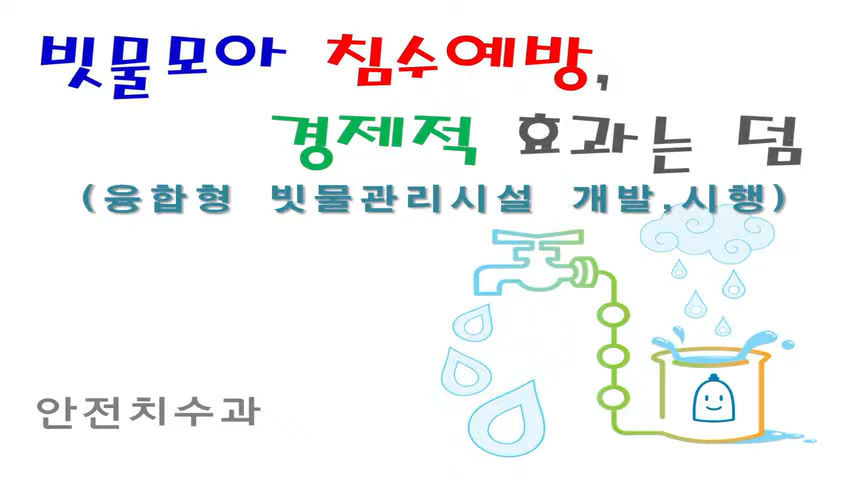 빗물모아 침수예방,
경제적 효과는 덤
(융합형 빗물관리시설 개발,시행)
안전치수과